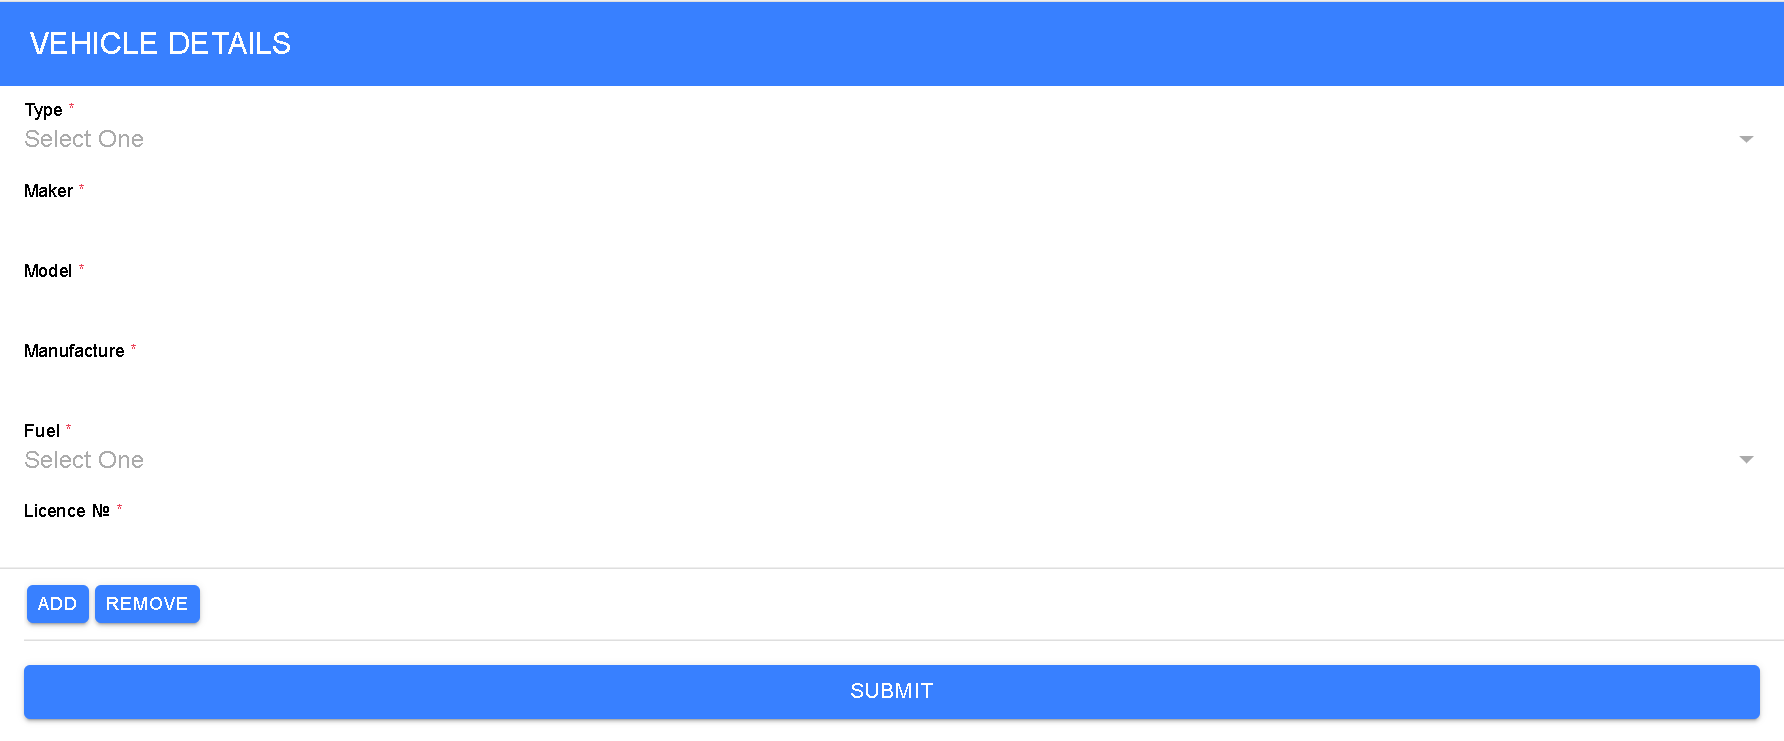 VEHICLE DETAILS
Type *
Select One
Maker *
Model *
Manufacture *
Fuel *
Select One
Licence № *
ADD REMOVE
SUBMIT